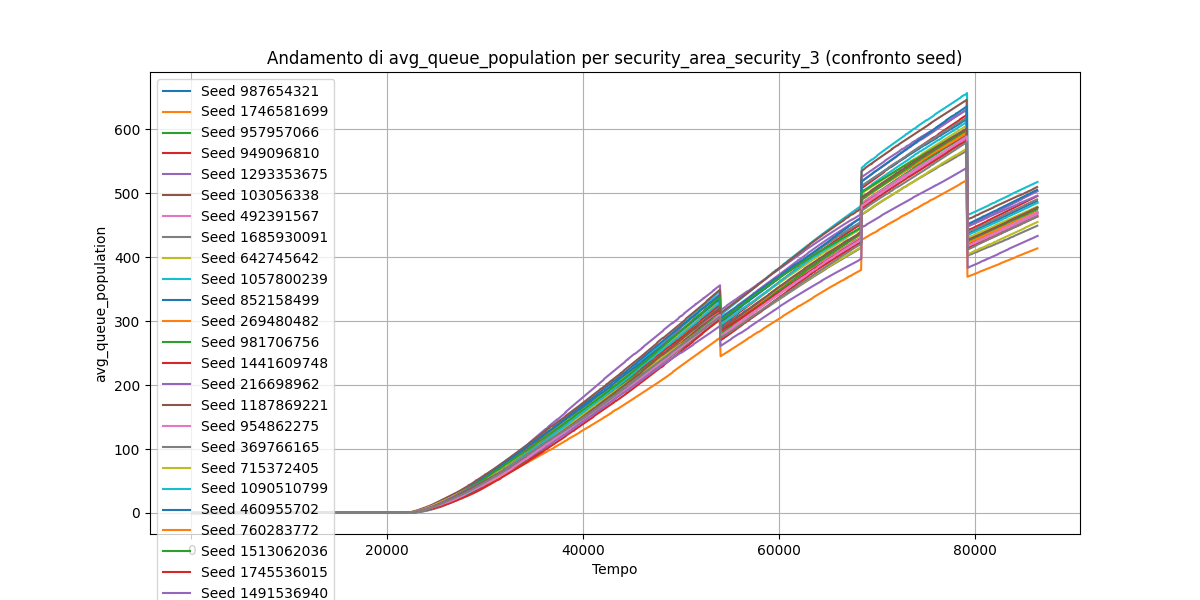 Andamento di avg_queue_population per security_area_security_3 (confronto seed)
avg_queue_population
600
500
400
300
200
100
0
Seed 987654321
Seed 1746581699
Seed 957957066
Seed 949096810
Seed 1293353675
Seed 103056338
Seed 492391567
Seed 1685930091
Seed 642745642
Seed 1057800239
Seed 852158499
Seed 269480482
Seed 981706756
Seed 1441609748
Seed 216698962
Seed 1187869221
Seed 954862275
Seed 369766165
Seed 715372405
Seed 1090510799
Seed 460955702
Seed 760283772
Seed 1513062036
Seed 1745536015
Seed 1491536940
0 20000 40000 60000 80000
Tempo